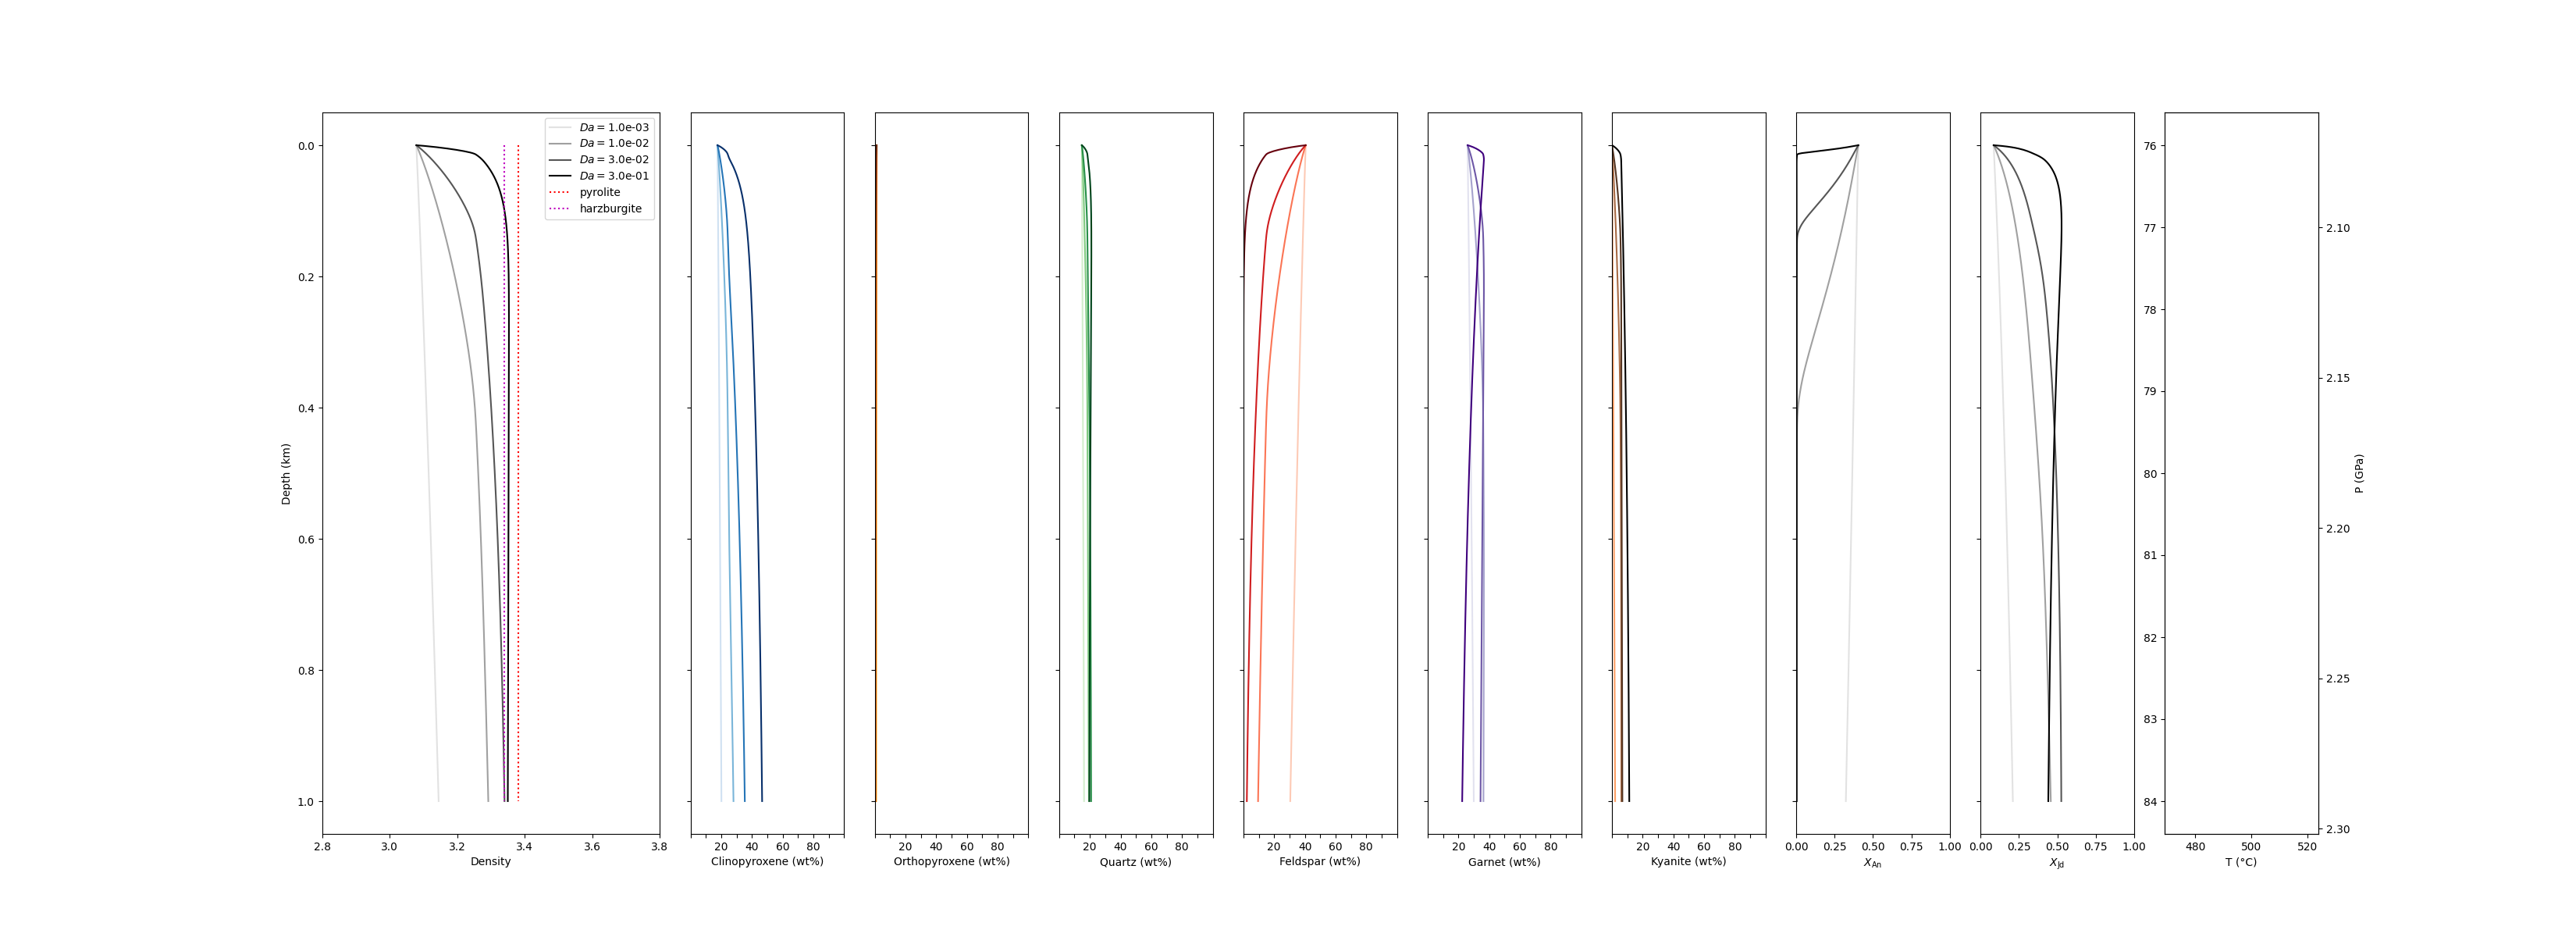 Da = 1.0e-03
Da = 1.0e-02
Da = 3.0e-02
Da = 3.0e-01
pyrolite
harzburgite
Depth (km)
0.0
0.2
0.4
0.6
0.8
1.0
2.8 3.0 3.2 3.4 3.6 3.8
Density
20 40 60 80
Clinopyroxene (wt%)
20 40 60 80
Orthopyroxene (wt%)
20 40 60 80
Quartz (wt%)
20 40 60 80
Feldspar (wt%)
20 40 60 80
Garnet (wt%)
20 40 60 80
Kyanite (wt%)
0.00 0.25 0.50 0.75 1.00
XAn
0.00 0.25 0.50 0.75 1.00
XJd
76
77
78
79
80
81
82
83
84
480 500 520
T (°C)
2.10
2.15
2.20
2.25
2.30
P (GPa)